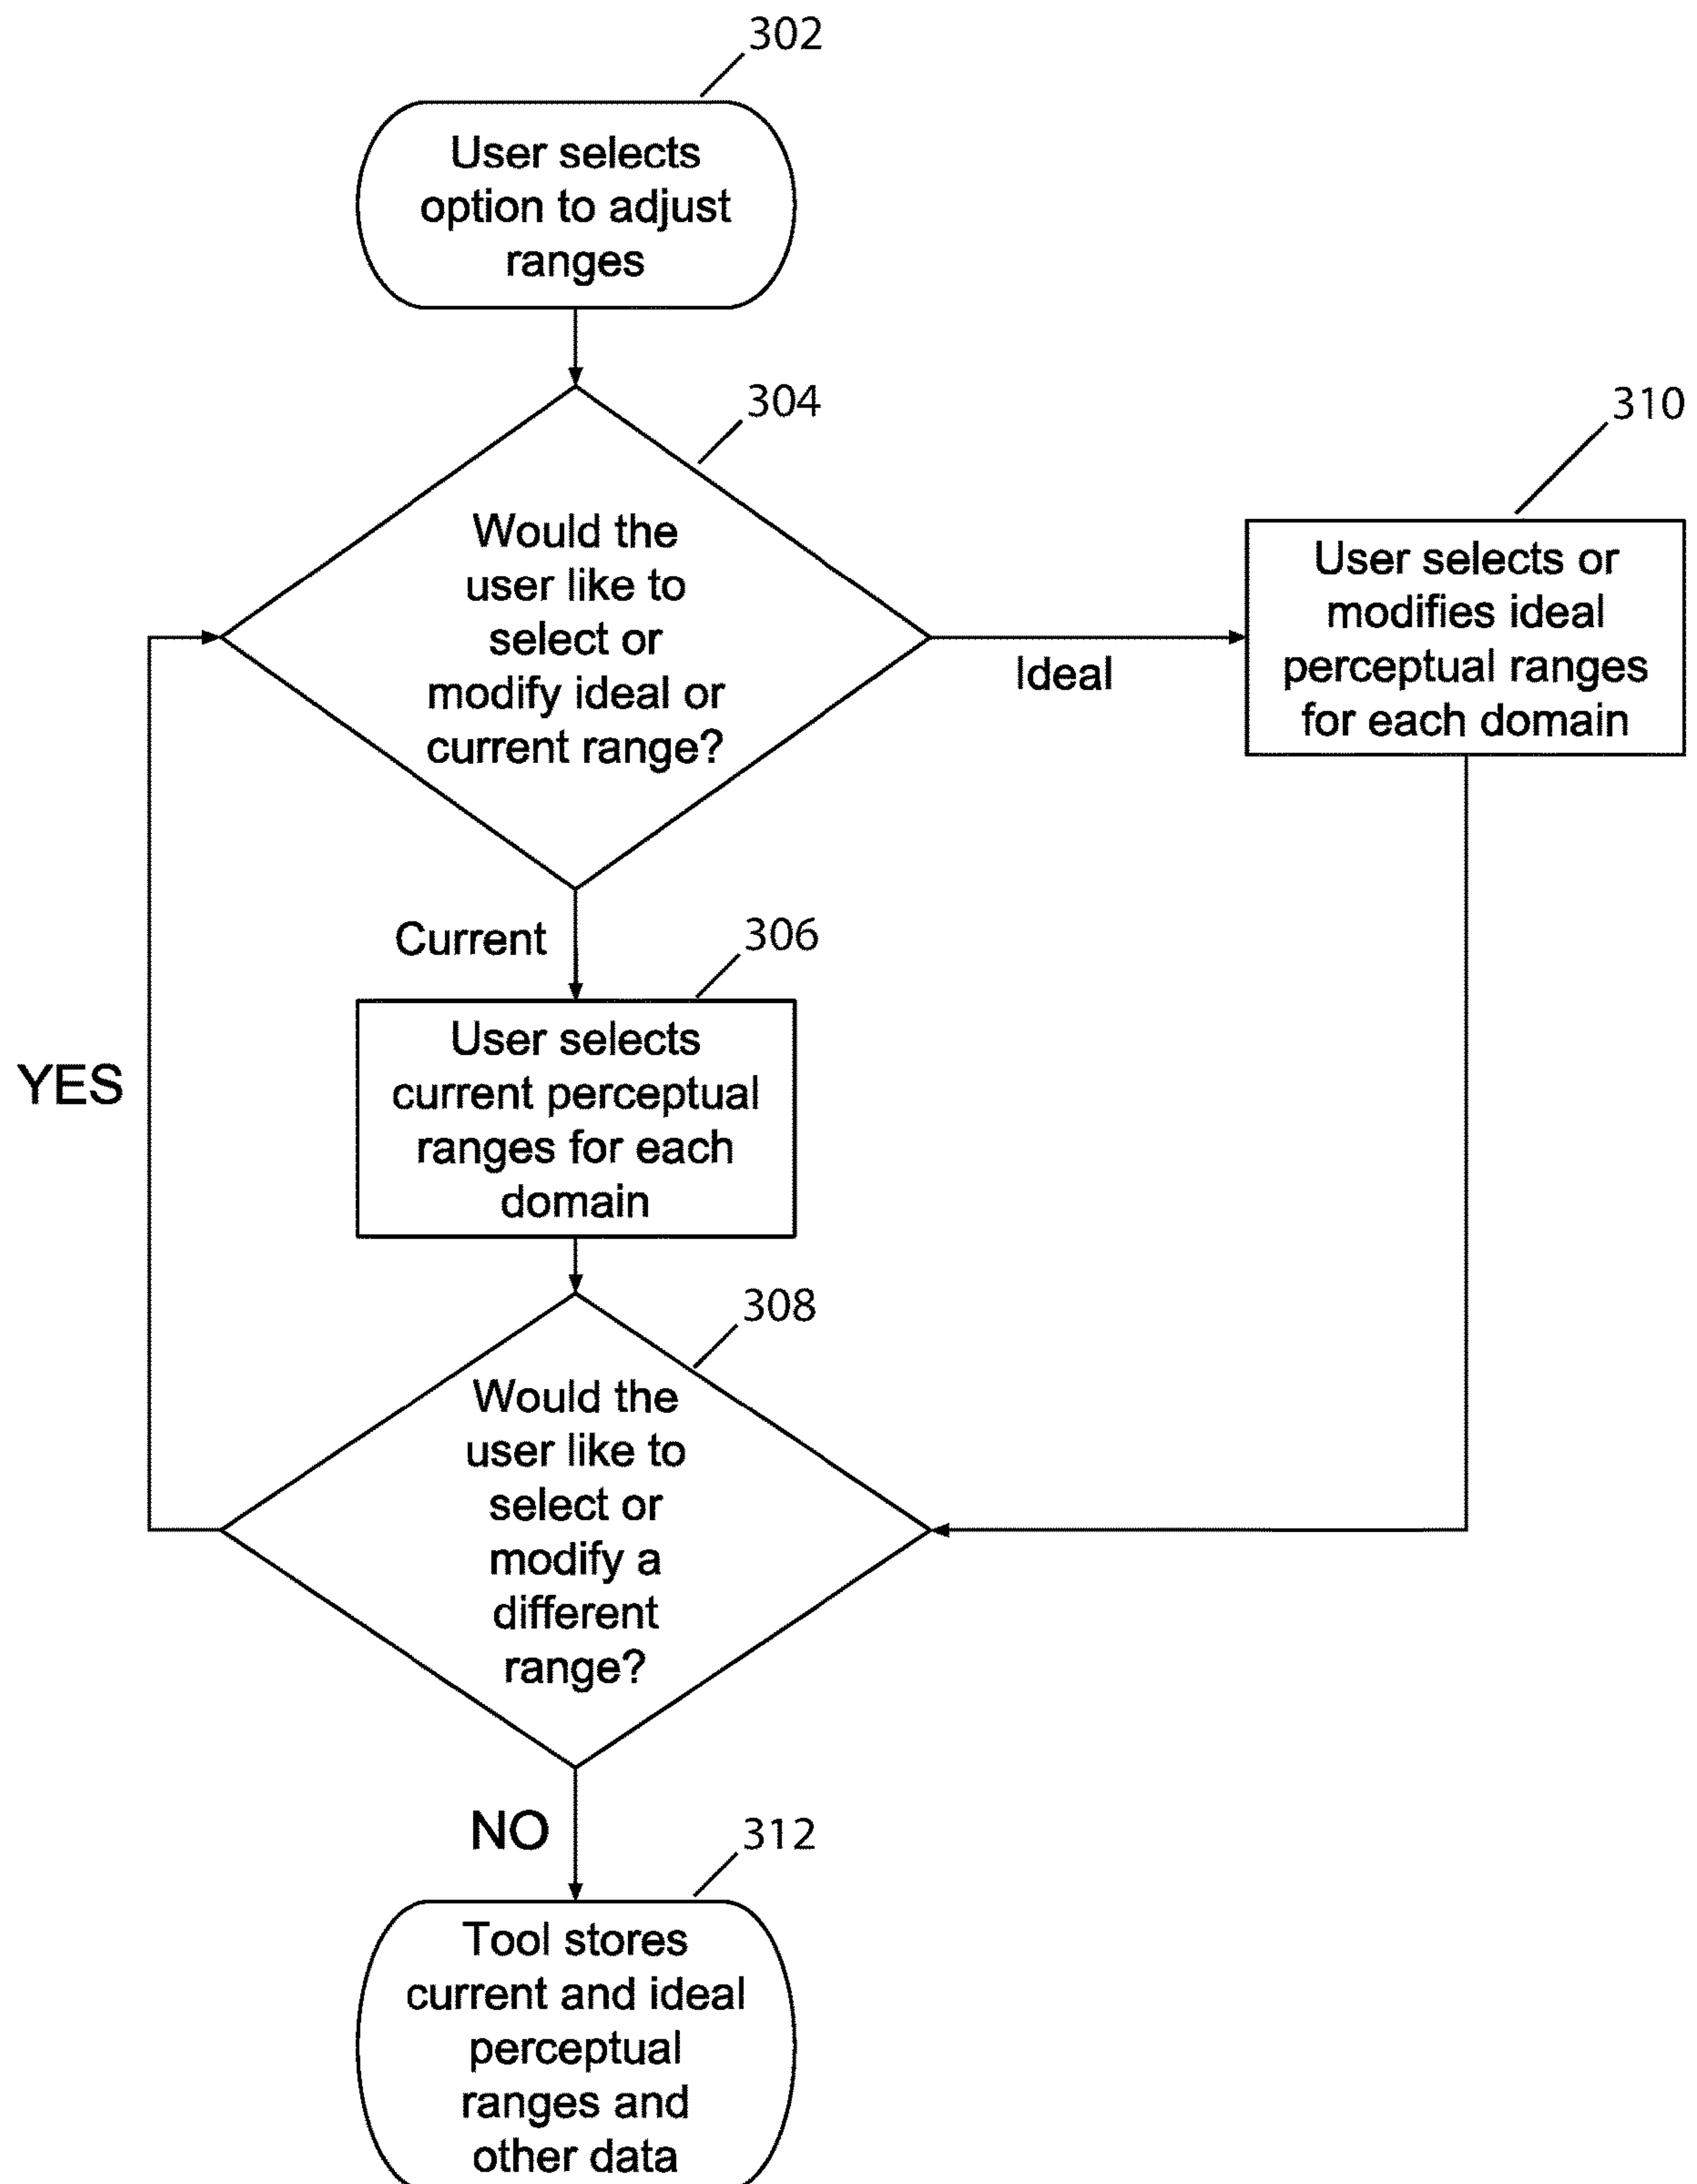 302
User selects
option to adjust
ranges
304
Would the
user like to
select or
modify ideal or
current range?
Ideal
310
User selects or
modifies ideal
perceptual ranges
for each domain
Current
306
User selects
current perceptual
ranges for each
domain
YES
308
Would the
user like to
select or
modify a
different
range?
NO
312
Tool stores
current and ideal
perceptual
ranges and
other data